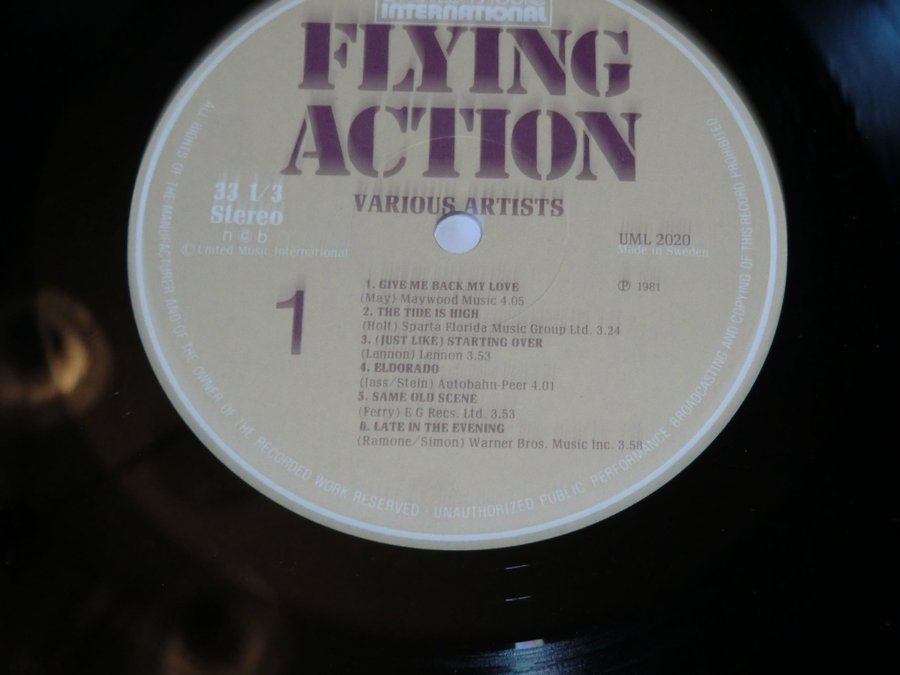 INTERNATIONAL
FLYING
ACTION
VARIOUS ARTISTS
33 1/3
Stereo
n c b
© United Music International
UML 2020
Made in Sweden
℗ 1981
1
1. GIVE ME BACK MY LOVE
(May) Maywood Music 4.05
2. THE TIDE IS HIGH
(Holt) Sparta Florida Music Group Ltd. 3.24
3. (JUST LIKE) STARTING OVER
(Lennon) Lennon 3.53
4. ELDORADO
(Jass/Stein) Autobahn-Peer 4.01
5. SAME OLD SCENE
(Ferry) E G Recs. Ltd. 3.53
6. LATE IN THE EVENING
(Ramone/Simon) Warner Bros. Music Inc. 3.58
ALL RIGHTS OF THE MANUFACTURER AND OF THE OWNER OF THE RECORDED WORK RESERVED · UNAUTHORIZED PUBLIC PERFORMANCE BROADCASTING AND COPYING OF THIS RECORD PROHIBITED